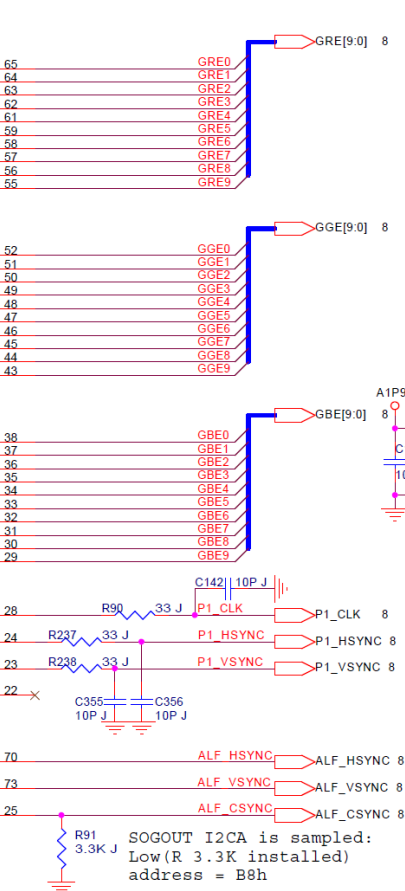 GRE[9:0] 8
65 GRE0
64 GRE1
63 GRE2
62 GRE3
61 GRE4
59 GRE5
58 GRE6
57 GRE7
56 GRE8
55 GRE9
GGE[9:0] 8
52 GGE0
51 GGE1
50 GGE2
49 GGE3
48 GGE4
47 GGE5
46 GGE6
45 GGE7
44 GGE8
43 GGE9
A1P9
GBE[9:0] 8
38 GBE0
37 GBE1
36 GBE2
35 GBE3
34 GBE4
33 GBE5
32 GBE6
31 GBE7
30 GBE8
29 GBE9
C
10
C142 10P J
28 R90 33 J P1_CLK P1_CLK 8
24 R237 33 J P1_HSYNC P1_HSYNC 8
23 R238 33 J P1_VSYNC P1_VSYNC 8
22
C355 C356
10P J 10P J
70 ALF_HSYNC ALF_HSYNC 8
73 ALF_VSYNC ALF_VSYNC 8
25 ALF_CSYNC ALF_CSYNC 8
R91
3.3K J
SOGOUT I2CA is sampled:
Low(R 3.3K installed)
address = B8h